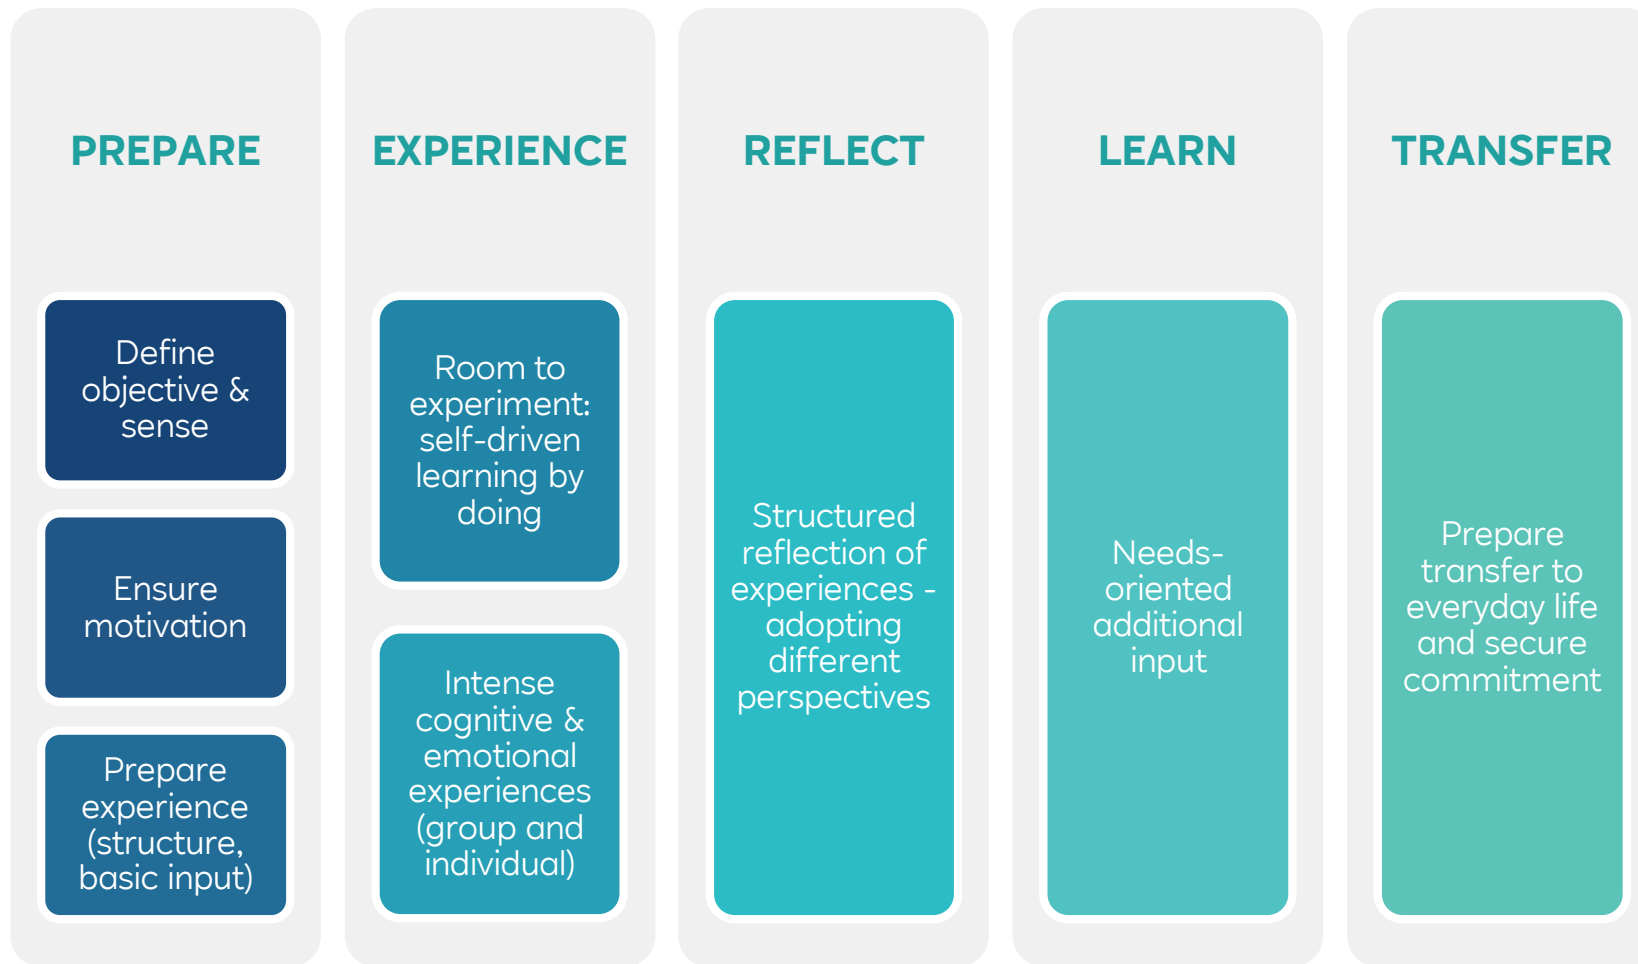 PREPARE
Define
objective &
sense
Ensure
motivation
Prepare
experience
(structure,
basic input)
EXPERIENCE
Room to
experiment:
self-driven
learning by
doing
Intense
cognitive &
emotional
experiences
(group and
individual)
REFLECT
Structured
reflection of
experiences -
adopting
different
perspectives
LEARN
Needs-
oriented
additional
input
TRANSFER
Prepare
transfer to
everyday life
and secure
commitment